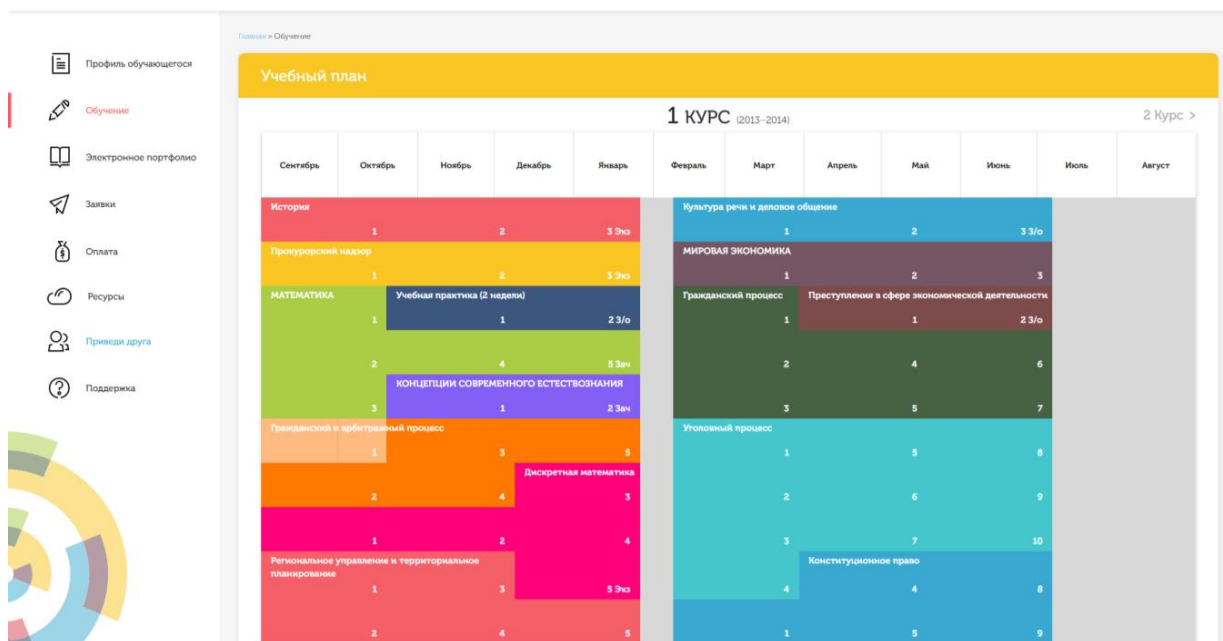 Главная > Обучение
Профиль обучающегося
Обучение
Электронное портфолио
Заявки
Оплата
Ресурсы
Приведи друга
Поддержка
Учебный план
1 КУРС (2013-2014)
2 Курс >
Сентябрь Октябрь Ноябрь Декабрь Январь Февраль Март Апрель Май Июнь Июль Август
История
1 2 3 Экз
Прокурорский надзор
1 2 3 Экз
МАТЕМАТИКА Учебная практика (2 недели)
1 1 2 З/о
2 4 5 Зач
КОНЦЕПЦИИ СОВРЕМЕННОГО ЕСТЕСТВОЗНАНИЯ
3 1 2 Зач
Гражданский и арбитражный процесс
1 3 5
Дискретная математика
2 4 3
1 2 4
Региональное управление и территориальное
планирование
1 3 5 Экз
2 4 5
Культура речи и деловое общение
1 2 3 З/о
МИРОВАЯ ЭКОНОМИКА
1 2 3
Гражданский процесс Преступления в сфере экономической деятельности
1 1 2 З/о
2 4 6
3 5 7
Уголовный процесс
1 5 8
2 6 9
3 7 10
Конституционное право
4 4 8
1 5 9